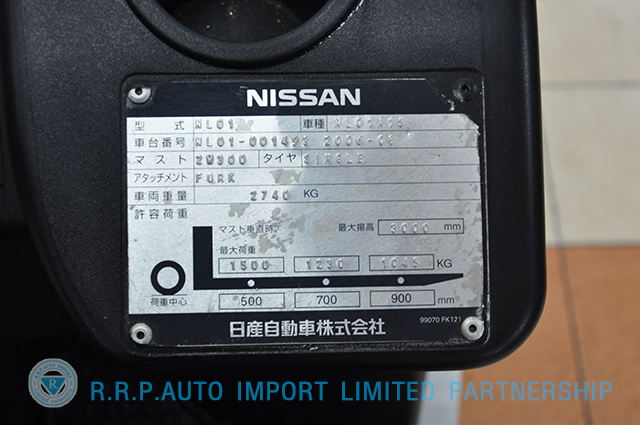 NISSAN
型 式 NL01 車種
車台番号 NL01-001493 2006-08
マスト 2W300 タイヤ SINGLE
アタッチメント FORK
車両重量 2740 KG
許容荷重
マスト垂直時、 最大揚高 3000 mm
最大荷重
1500 1230 1045 KG
荷重中心 500 700 900 mm
日産自動車株式会社 99070 FK121
R.R.P.AUTO IMPORT LIMITED PARTNERSHIP